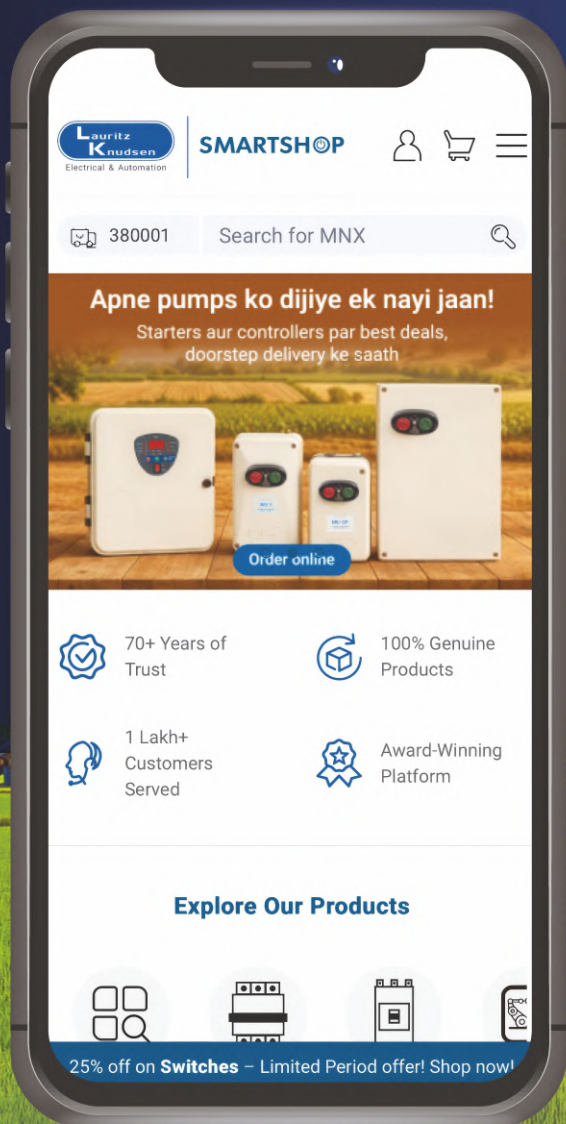 Lauritz
Knudsen
Electrical & Automation
SMARTSHOP
380001
Search for MNX
Apne pumps ko dijiye ek nayi jaan!
Starters aur controllers par best deals,
doorstep delivery ke saath
Order online
70+ Years of
Trust
100% Genuine
Products
1 Lakh+
Customers
Served
Award-Winning
Platform
Explore Our Products
25% off on Switches – Limited Period offer! Shop now!